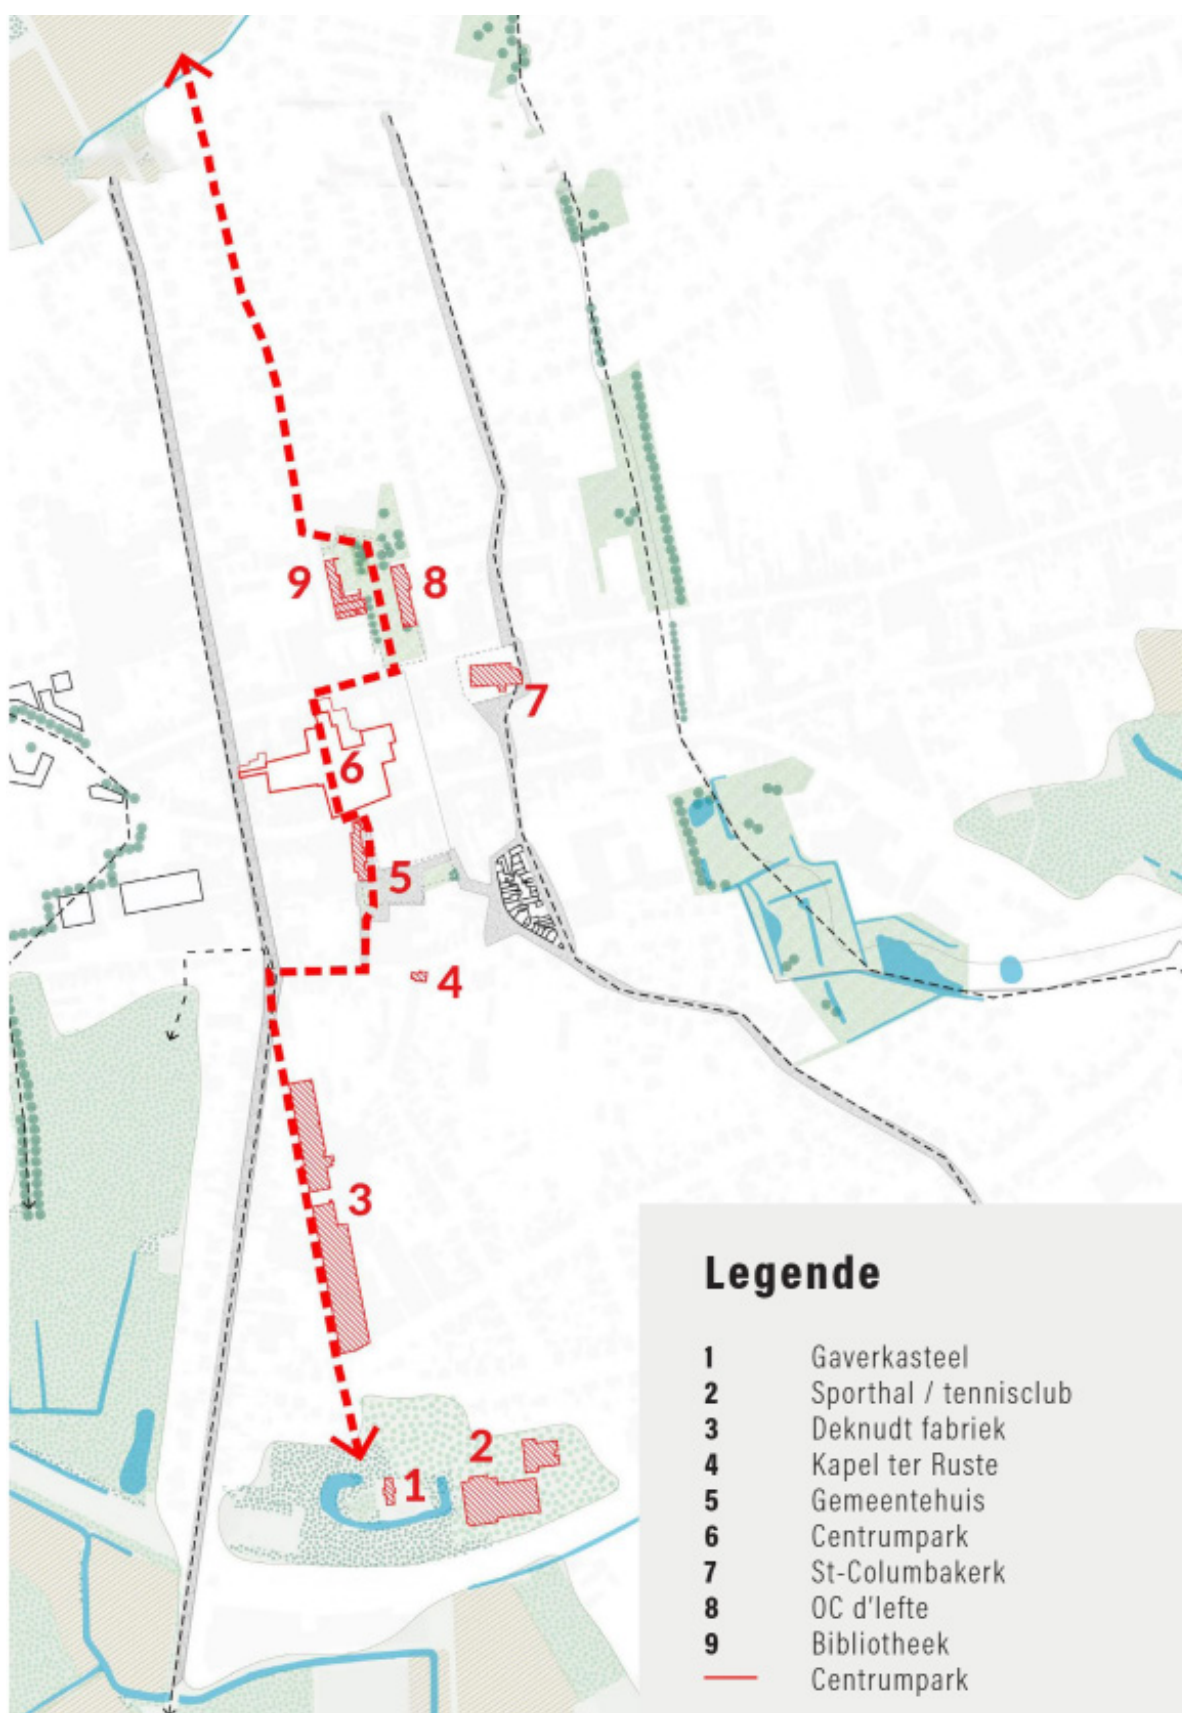 9
8
7
6
5
4
3
2
1
Legende
1 Gaverkasteel
2 Sporthal / tennisclub
3 Deknudt fabriek
4 Kapel ter Ruste
5 Gemeentehuis
6 Centrumpark
7 St-Columbakerk
8 OC d'Iefte
9 Bibliotheek
Centrumpark